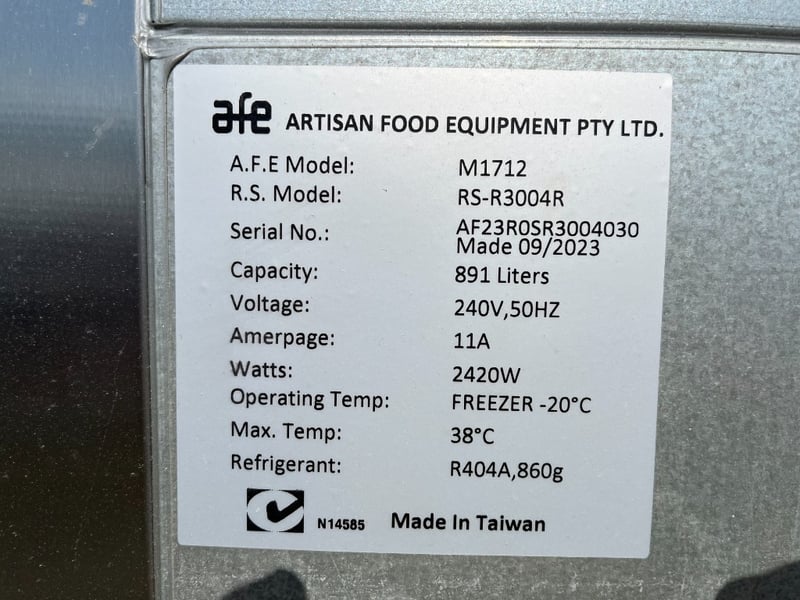 afe ARTISAN FOOD EQUIPMENT PTY LTD.
A.F.E Model: M1712
R.S. Model: RS-R3004R
Serial No.: AF23R0SR3004030
Made 09/2023
Capacity: 891 Liters
Voltage: 240V,50HZ
Amerpage: 11A
Watts: 2420W
Operating Temp: FREEZER -20°C
Max. Temp: 38°C
Refrigerant: R404A,860g
N14585 Made In Taiwan